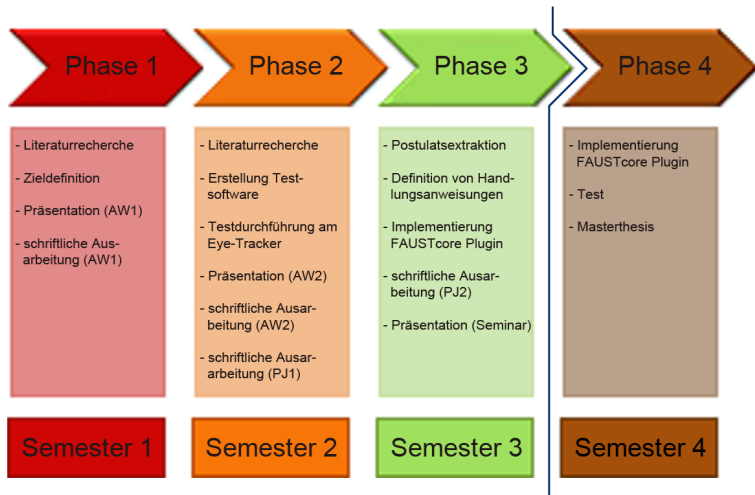 Phase 1
Phase 2
Phase 3
Phase 4
- Literaturrecherche
- Zieldefinition
- Präsentation (AW1)
- schriftliche Aus-
arbeitung (AW1)
- Literaturrecherche
- Erstellung Test-
software
- Testdurchführung am
Eye-Tracker
- Präsentation (AW2)
- schriftliche Ausar-
beitung (AW2)
- schriftliche Ausar-
arbeitung (PJ1)
- Postulatsextraktion
- Definition von Hand-
lungsanweisungen
- Implementierung
FAUSTcore Plugin
- schriftliche Ausar-
beitung (PJ2)
- Präsentation (Seminar)
- Implementierung
FAUSTcore Plugin
- Test
- Masterthesis
Semester 1
Semester 2
Semester 3
Semester 4